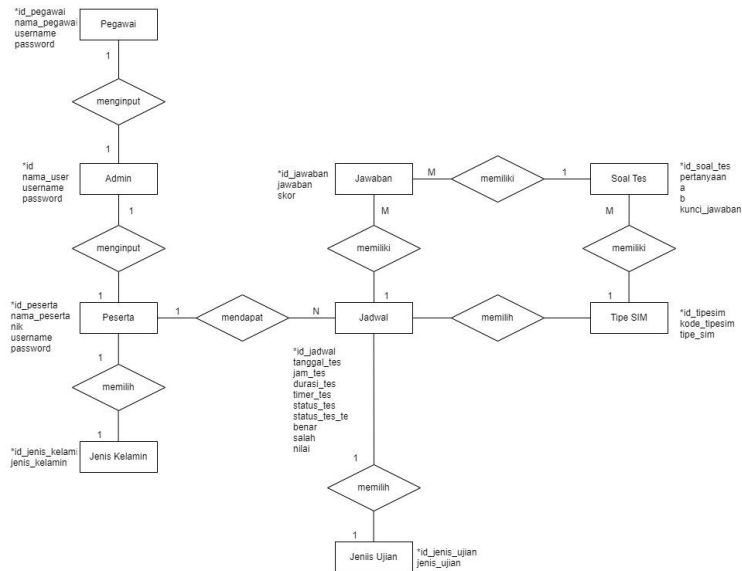 *id_pegawai
nama_pegawai
username
password
Pegawai
1
menginput
1
*id
nama_user
username
password
Admin
1
menginput
1
*id_peserta
nama_peserta
nik
username
password
Peserta
1
mendapat
N
1
memilih
1
*id_jenis_kelami
jenis_kelamin
Jenis Kelamin
*id_jawaban
jawaban
skor
Jawaban
M
memiliki
1
Soal Tes
*id_soal_tes
pertanyaan
a
b
kunci_jawaban
M
memiliki
1
M
memiliki
1
Jadwal
memilih
Tipe SIM
*id_tipesim
kode_tipesim
tipe_sim
*id_jadwal
tanggal_tes
jam_tes
durasi_tes
timer_tes
status_tes
status_tes_te
benar
salah
nilai
1
memilih
1
Jeniis Ujian
*id_jenis_ujian
jenis_ujian